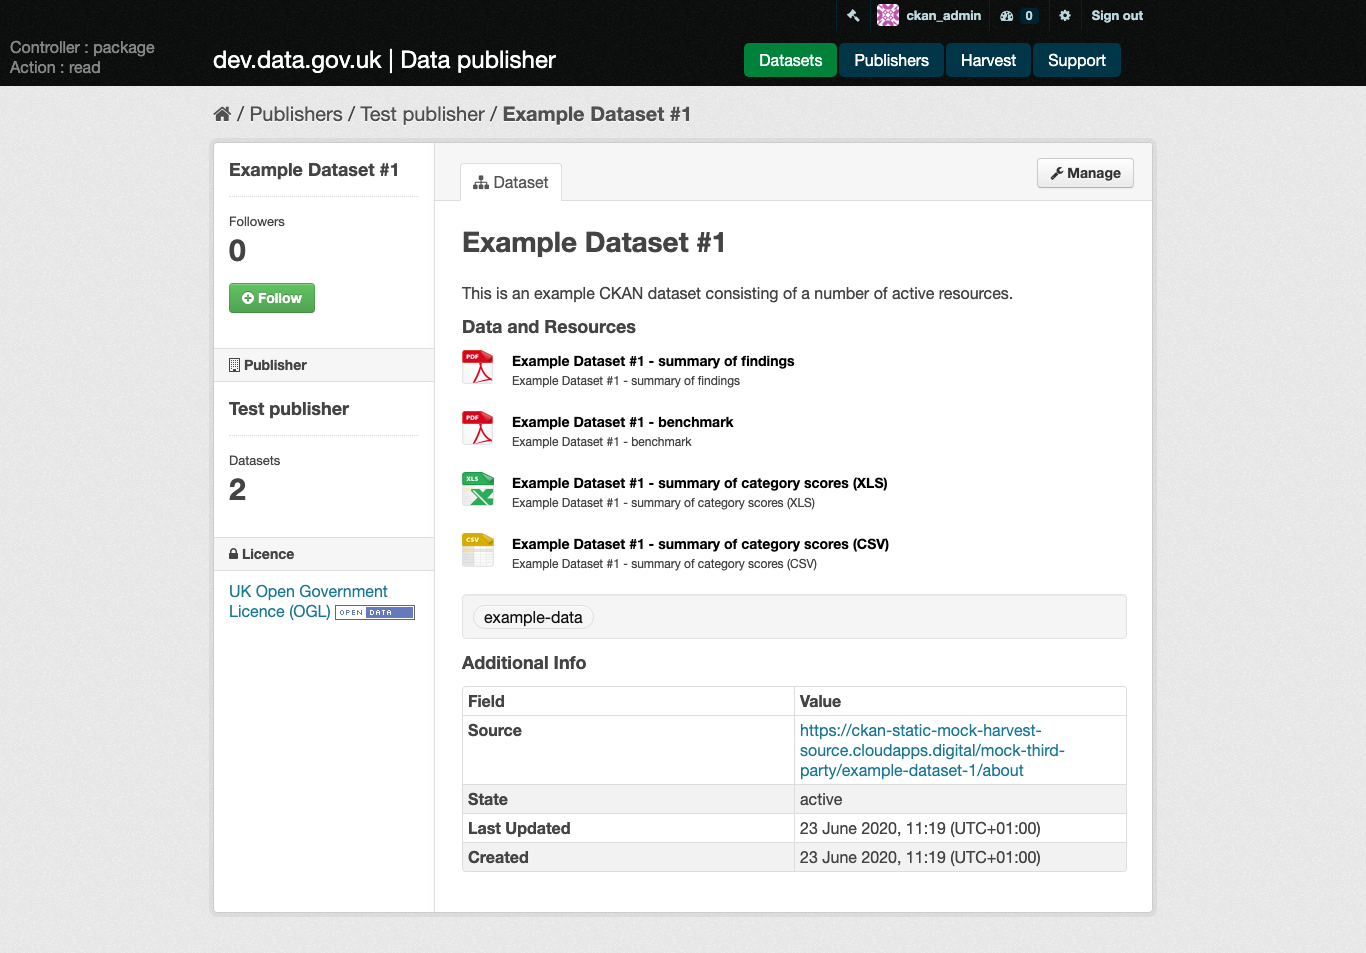 ckan_admin 0 Sign out
Controller : package
Action : read
dev.data.gov.uk | Data publisher
Datasets Publishers Harvest Support
/ Publishers / Test publisher / Example Dataset #1
Example Dataset #1
Followers
0
Follow
Publisher
Test publisher
Datasets
2
Licence
UK Open Government
Licence (OGL) OPEN DATA
Dataset
Manage
Example Dataset #1
This is an example CKAN dataset consisting of a number of active resources.
Data and Resources
PDF
Example Dataset #1 - summary of findings
Example Dataset #1 - summary of findings
PDF
Example Dataset #1 - benchmark
Example Dataset #1 - benchmark
XLS
Example Dataset #1 - summary of category scores (XLS)
Example Dataset #1 - summary of category scores (XLS)
CSV
Example Dataset #1 - summary of category scores (CSV)
Example Dataset #1 - summary of category scores (CSV)
example-data
Additional Info
Field Value
Source https://ckan-static-mock-harvest-
source.cloudapps.digital/mock-third-
party/example-dataset-1/about
State active
Last Updated 23 June 2020, 11:19 (UTC+01:00)
Created 23 June 2020, 11:19 (UTC+01:00)